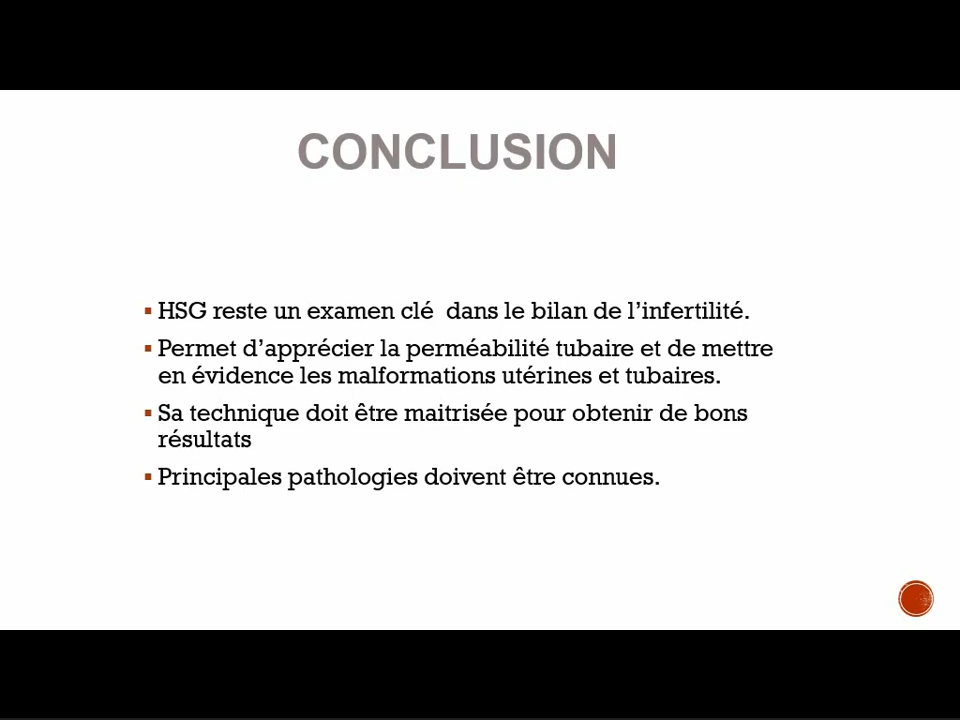 CONCLUSION
HSG reste un examen clé dans le bilan de l'infertilité.
Permet d'apprécier la perméabilité tubaire et de mettre
en évidence les malformations utérines et tubaires.
Sa technique doit être maitrisée pour obtenir de bons
résultats
Principales pathologies doivent être connues.